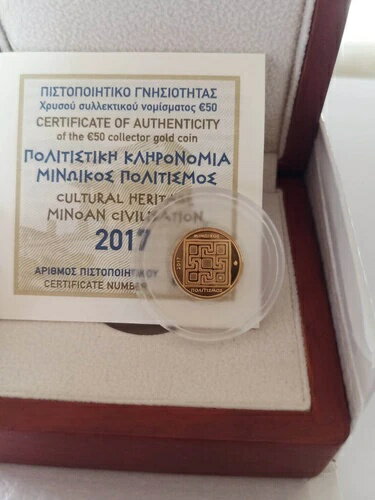 ΠΙΣΤΟΠΟΙΗΤΙΚΟ ΓΝΗΣΙΟΤΗΤΑΣ
Χρυσού συλλεκτικού νομίσματος €50
CERTIFICATE OF AUTHENTICITY
of the €50 collector gold coin
ΠΟΛΙΤΙΣΤΙΚΗ ΚΛΗΡΟΝΟΜΙΑ
ΜΙΝΩΙΚΟΣ ΠΟΛΙΤΙΣΜΟΣ
CULTURAL HERITAGE
MINOAN CIVILISATION
2017
ΑΡΙΘΜΟΣ ΠΙΣΤΟΠΟΙΗΤΙΚΟΥ
CERTIFICATE NUMBER
ΜΙΝΩΙΚΟΣ
2017
ΠΟΛΙΤΙΣΜΟΣ